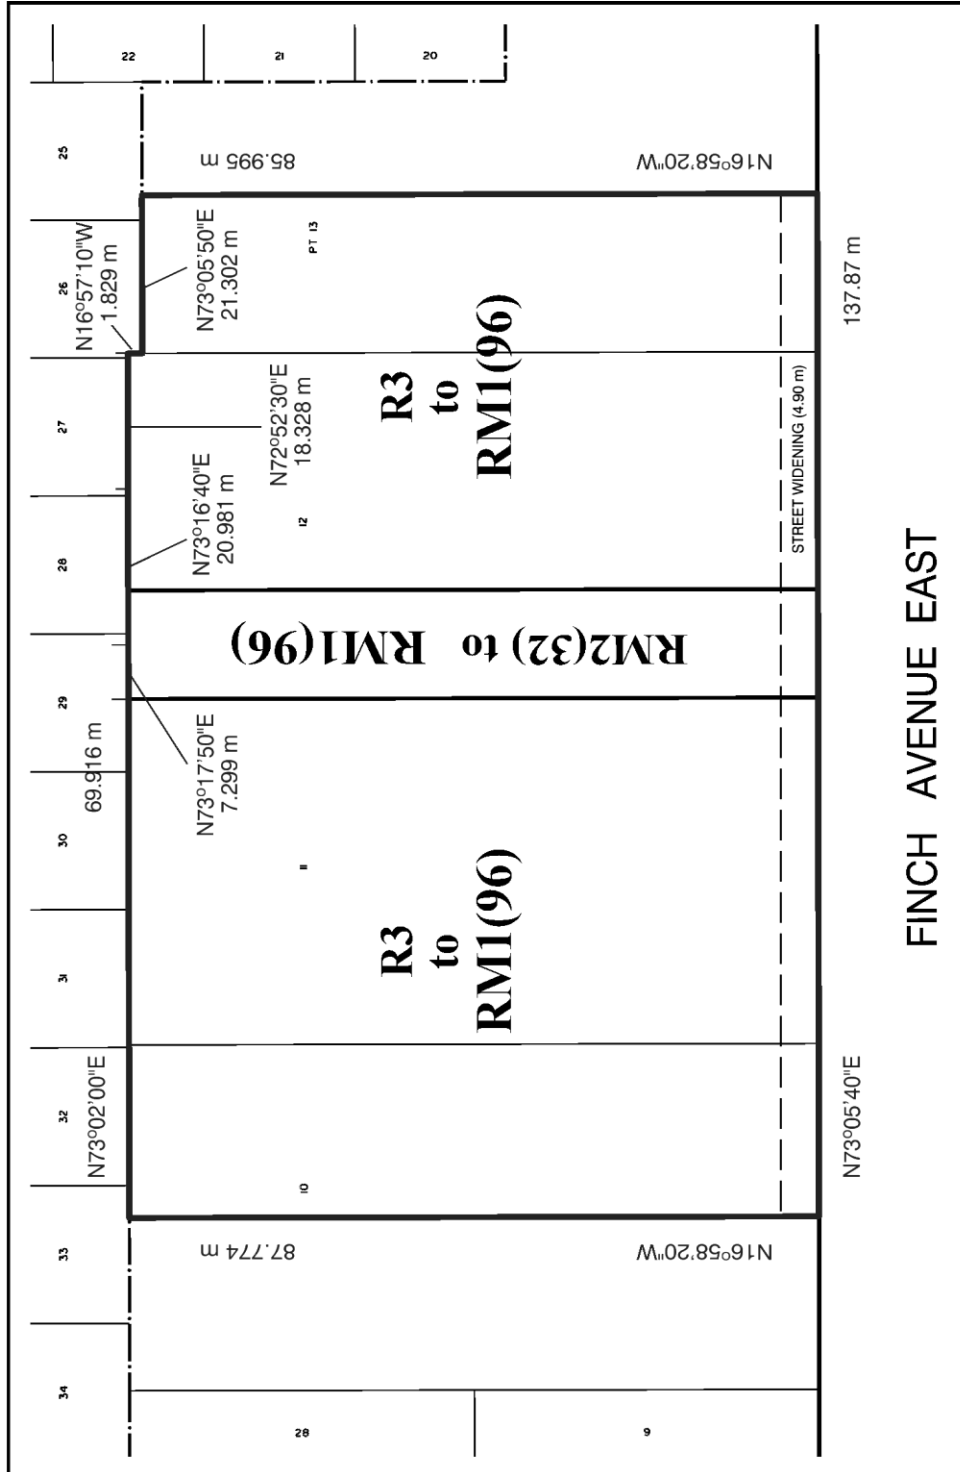 22
21
20
25
26
27
28
29
30
31
32
33
34
85.995 m
N16°58'20"W
N16°57'10"W
1.829 m
N73°05'50"E
21.302 m
PT 13
N72°52'30"E
18.328 m
N73°16'40"E
20.981 m
12
R3
to
RM1(96)
137.87 m
STREET WIDENING (4.90 m)
RM2(32) to RM1(96)
69.916 m
N73°17'50"E
7.299 m
11
R3
to
RM1(96)
N73°02'00"E
10
N73°05'40"E
87.774 m
N16°58'20"W
28
9
FINCH AVENUE EAST